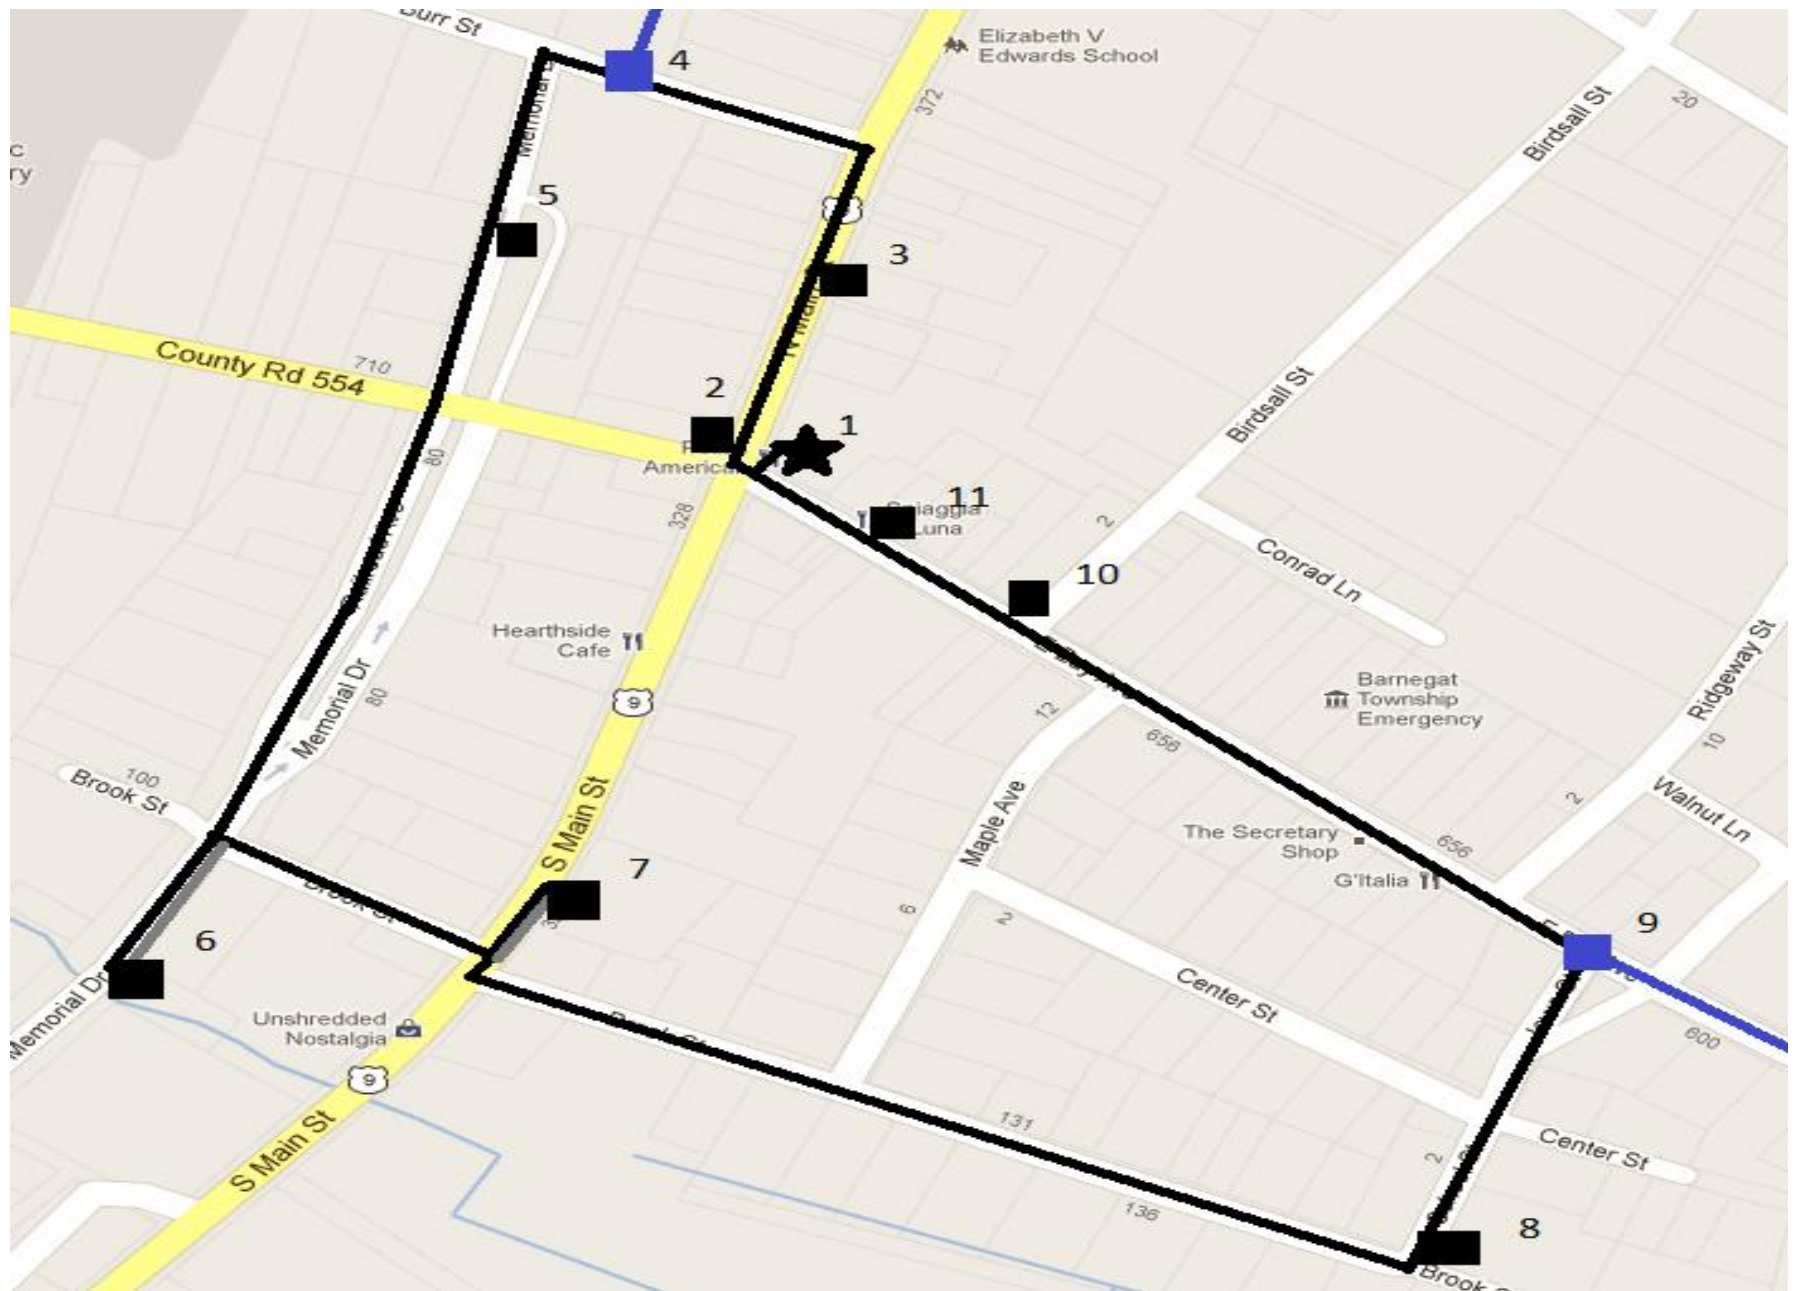 Burr St
4
Elizabeth V
Edwards School
372
20
Birdsall St
5
3
N Main
County Rd 554
710
2
1
America
80
328
11
Luna
2
Birdsall St
10
Conrad Ln
Hearthside
Cafe
9
Memorial Dr
80
12
656
Barnegat
Township
Emergency
Ridgeway St
10
Brook St
100
S Main St
7
Maple Ave
The Secretary
Shop
G'Italia
656
2
Walnut Ln
6
6
2
9
Memorial Dr
Unshredded
Nostalgia
9
Center St
600
131
136
2
Center St
S Main St
8
Brook